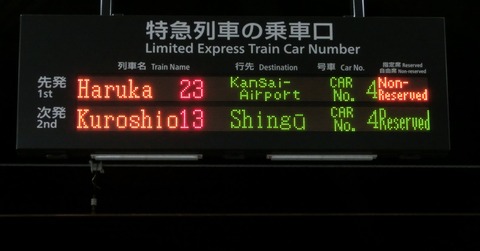 特急列車の乗車口
Limited Express Train Car Number
列車名 Train Name 行先 Destination 号車 Car No. 指定席 Reserved
自由席 Non-reserved
先発 Haruka 23 Kansai-Airport CAR No. 4 Non-Reserved
1st
次発 Kuroshio 13 Shingū CAR No. 4 Reserved
2nd